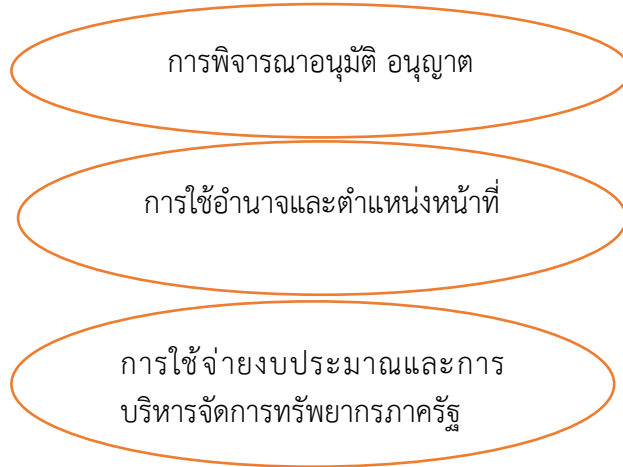 การพิจารณาอนุมัติ อนุญาต
การใช้อำนาจและตำแหน่งหน้าที่
การใช้จ่ายงบประมาณและการ
บริหารจัดการทรัพยากรภาครัฐ